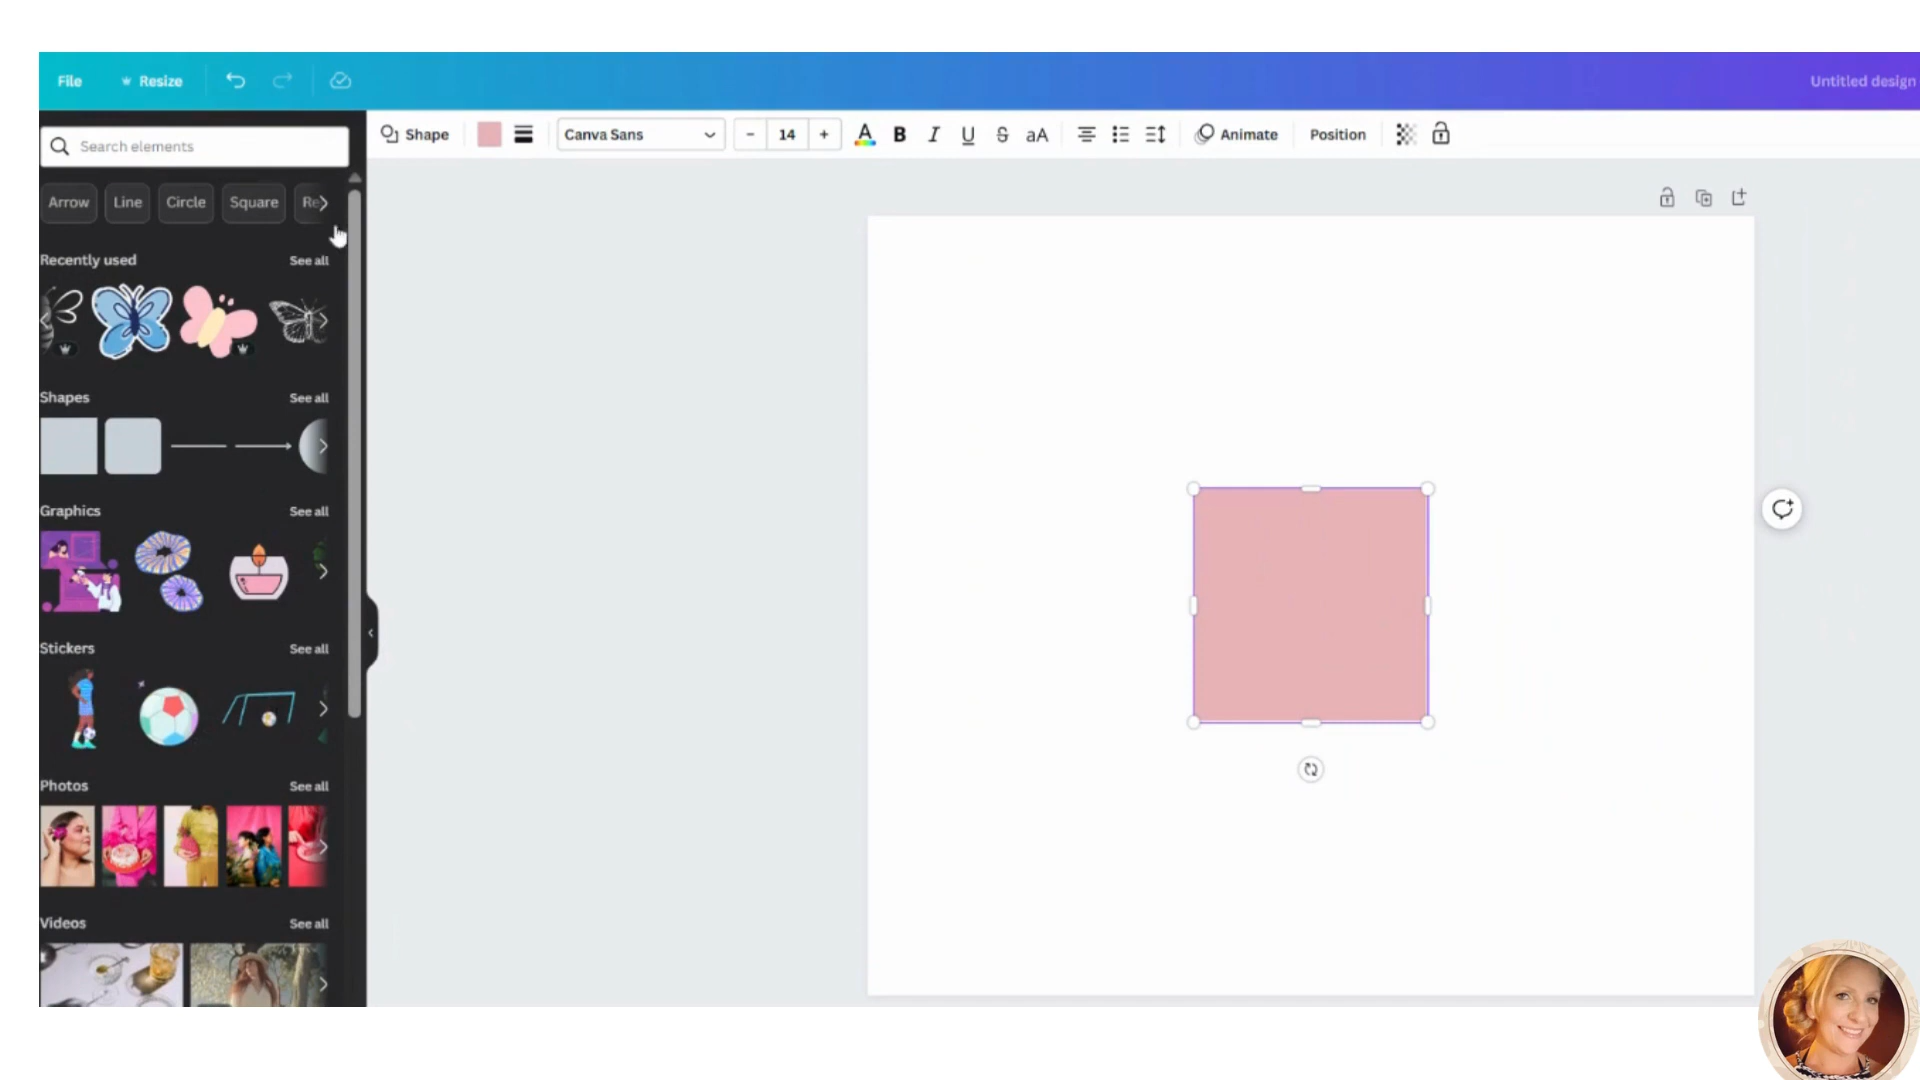 File Resize Untitled design
Search elements
Shape Canva Sans - 14 + A B I U S aA Animate Position
Arrow Line Circle Square Re
Recently used See all
Shapes See all
Graphics See all
Stickers See all
Photos See all
Videos See all